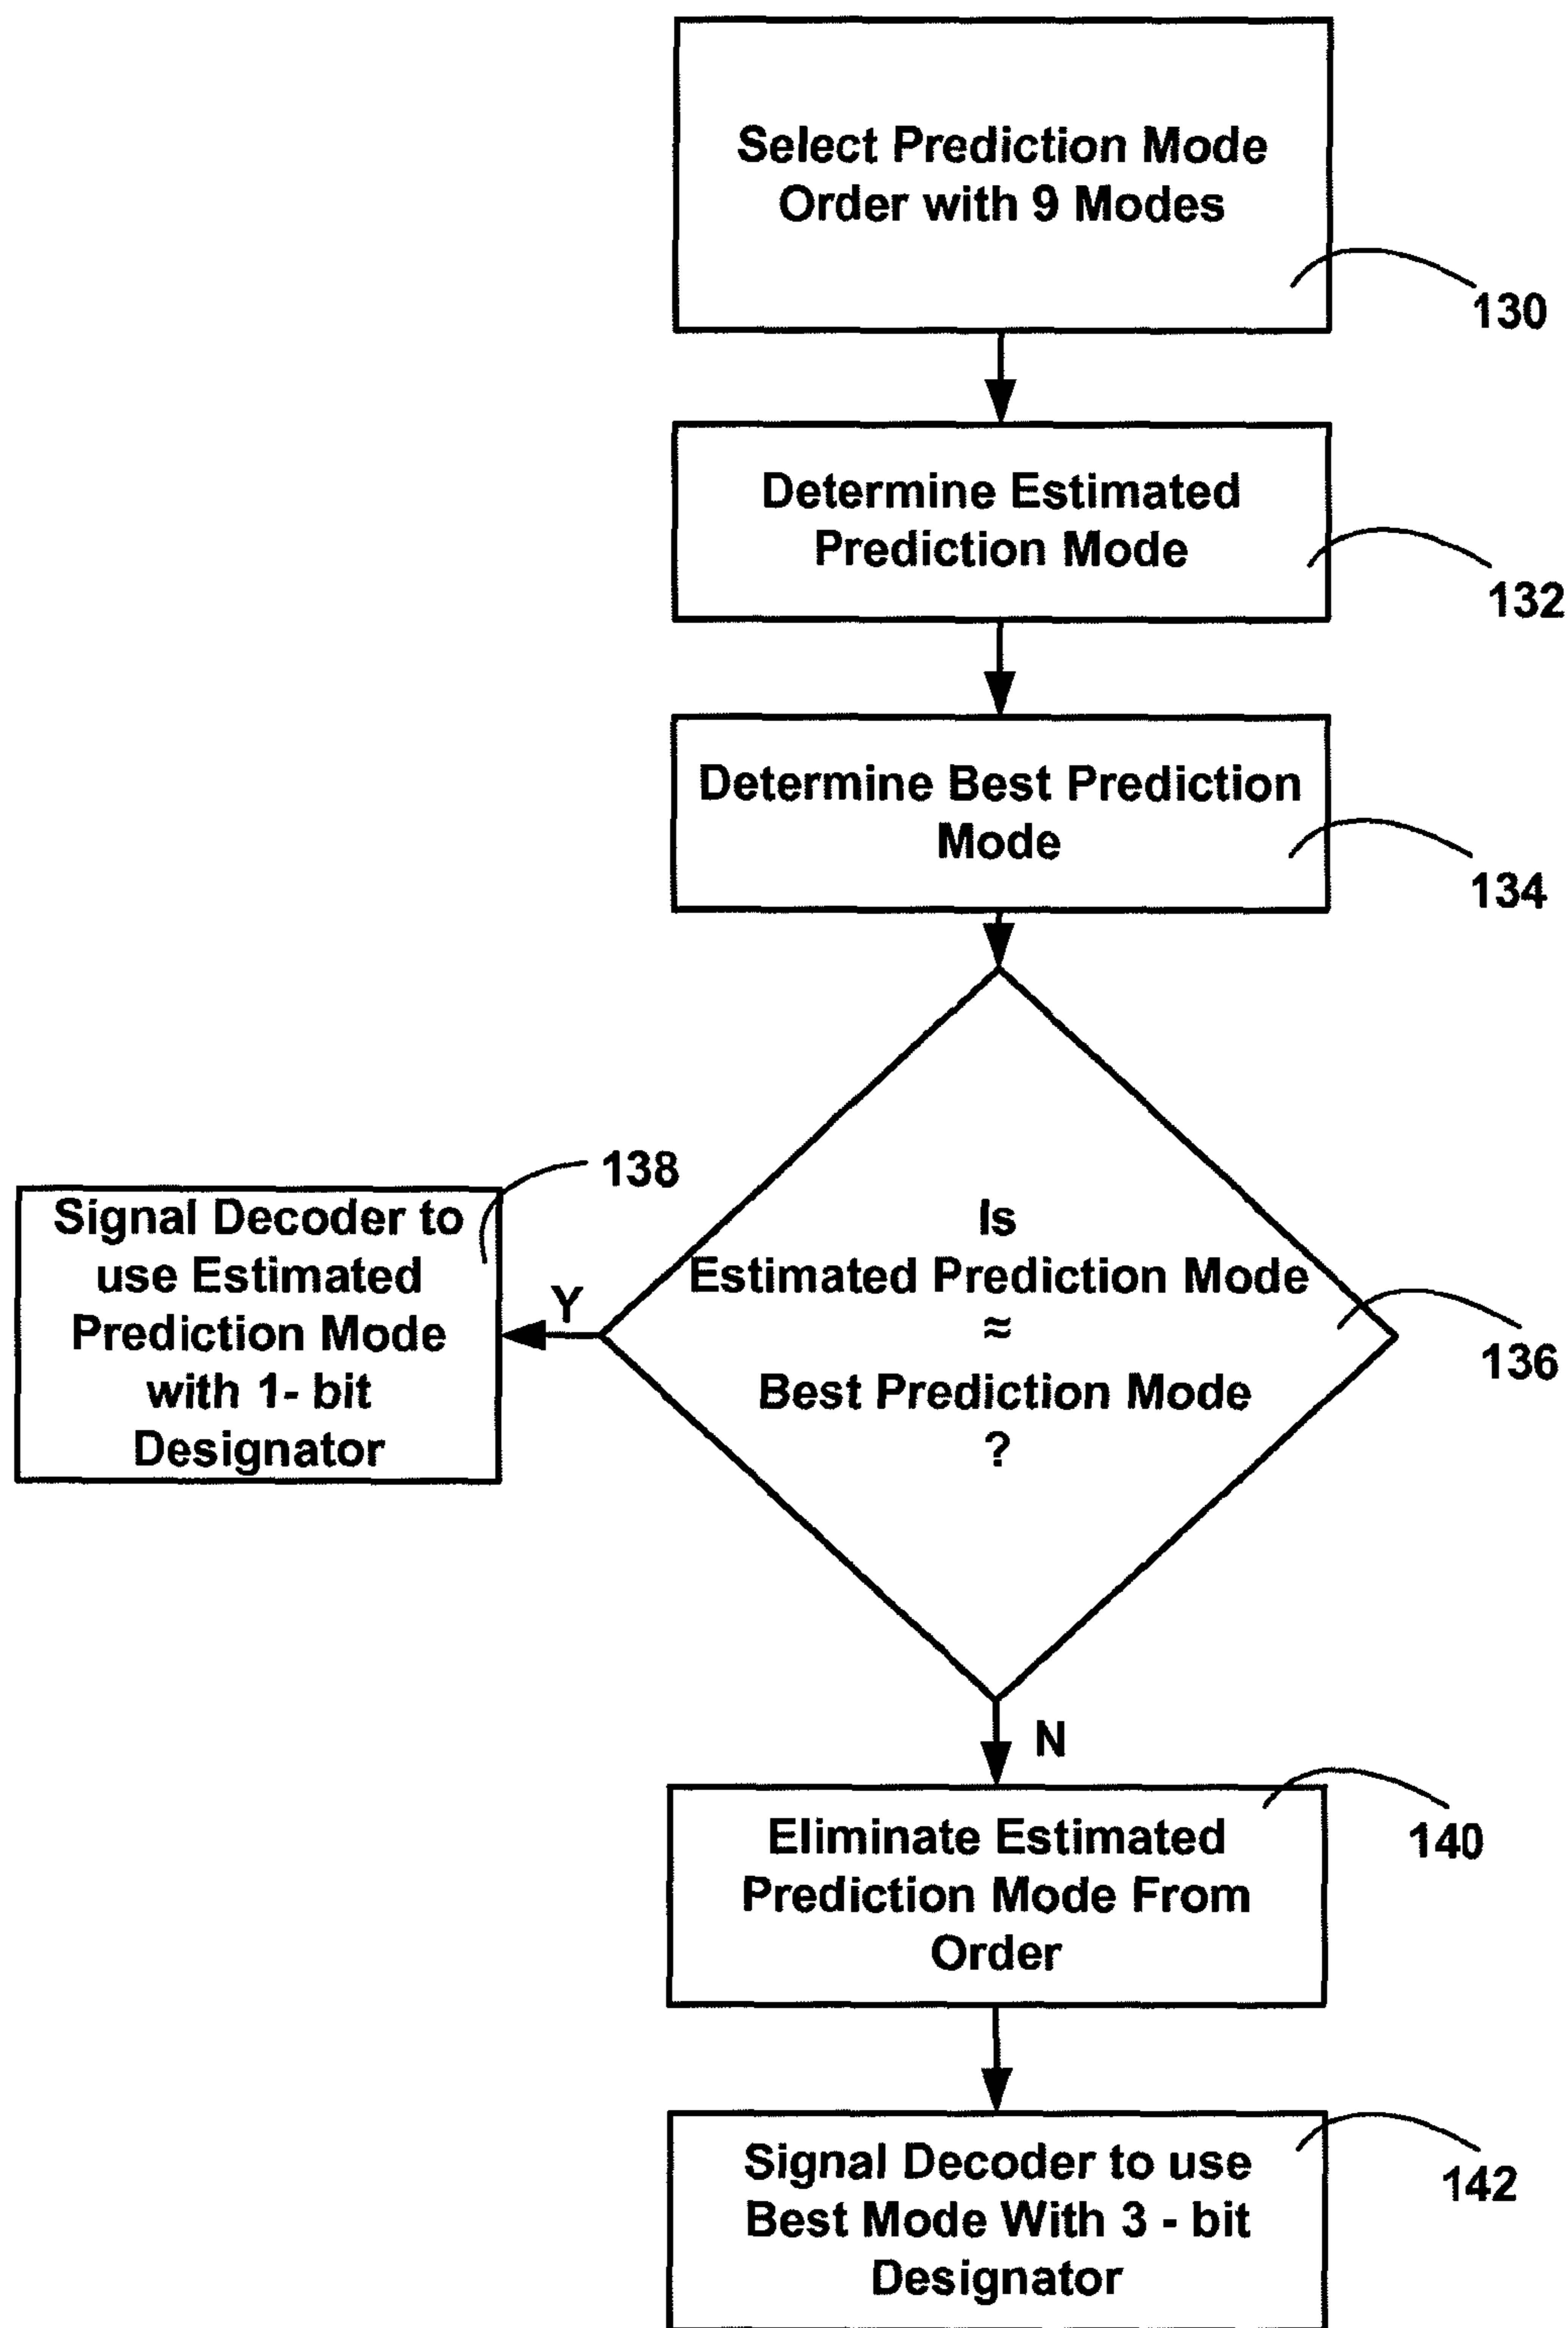 Select Prediction Mode
Order with 9 Modes
130
Determine Estimated
Prediction Mode
132
Determine Best Prediction
Mode
134
138
Signal Decoder to
use Estimated
Prediction Mode
with 1- bit
Designator
Y
Is
Estimated Prediction Mode
≈
Best Prediction Mode
?
136
N
Eliminate Estimated
Prediction Mode From
Order
140
Signal Decoder to use
Best Mode With 3 - bit
Designator
142